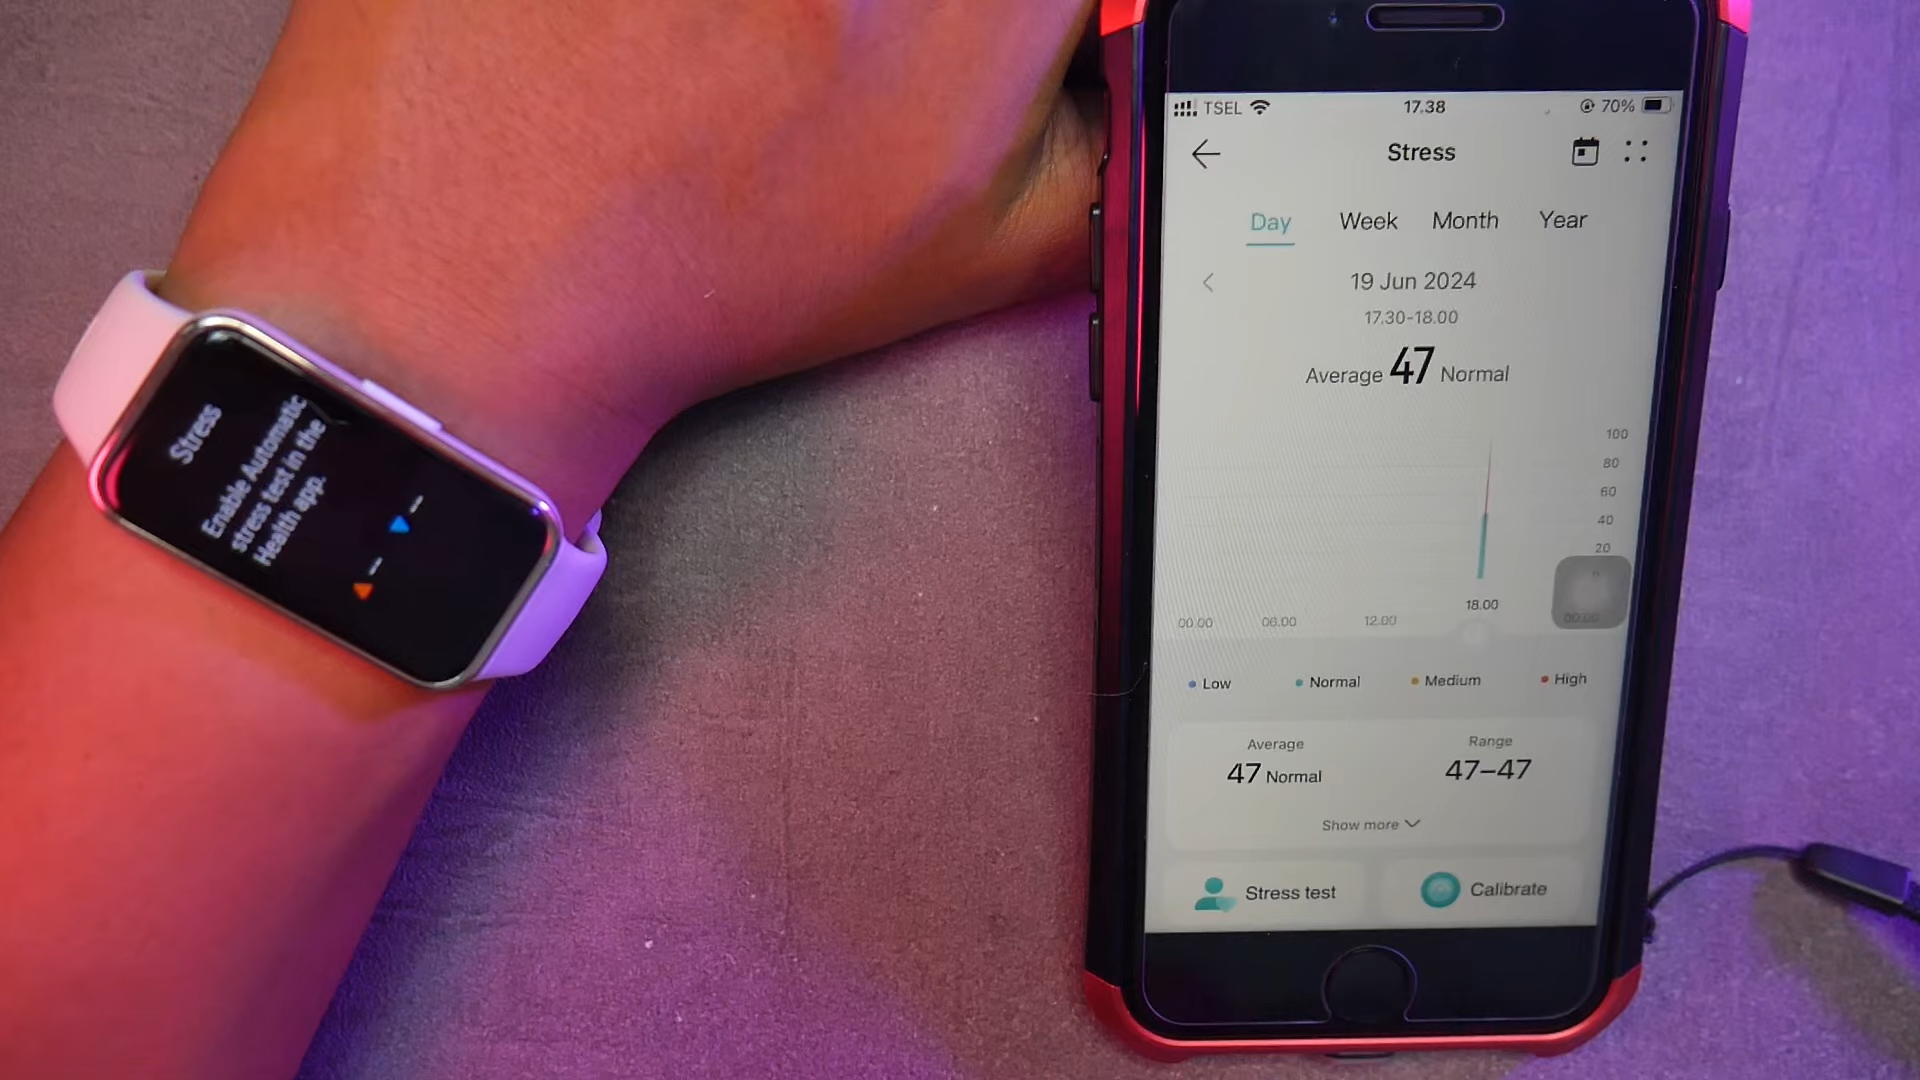 Stress
Enable Automatic
stress test in the
Health app.
--
--
TSEL 17.38 70%
Stress
Day Week Month Year
19 Jun 2024
17.30-18.00
Average 47 Normal
100
80
60
40
20
00.00 06.00 12.00 18.00 00.00
Low Normal Medium High
Average Range
47 Normal 47–47
Show more
Stress test Calibrate